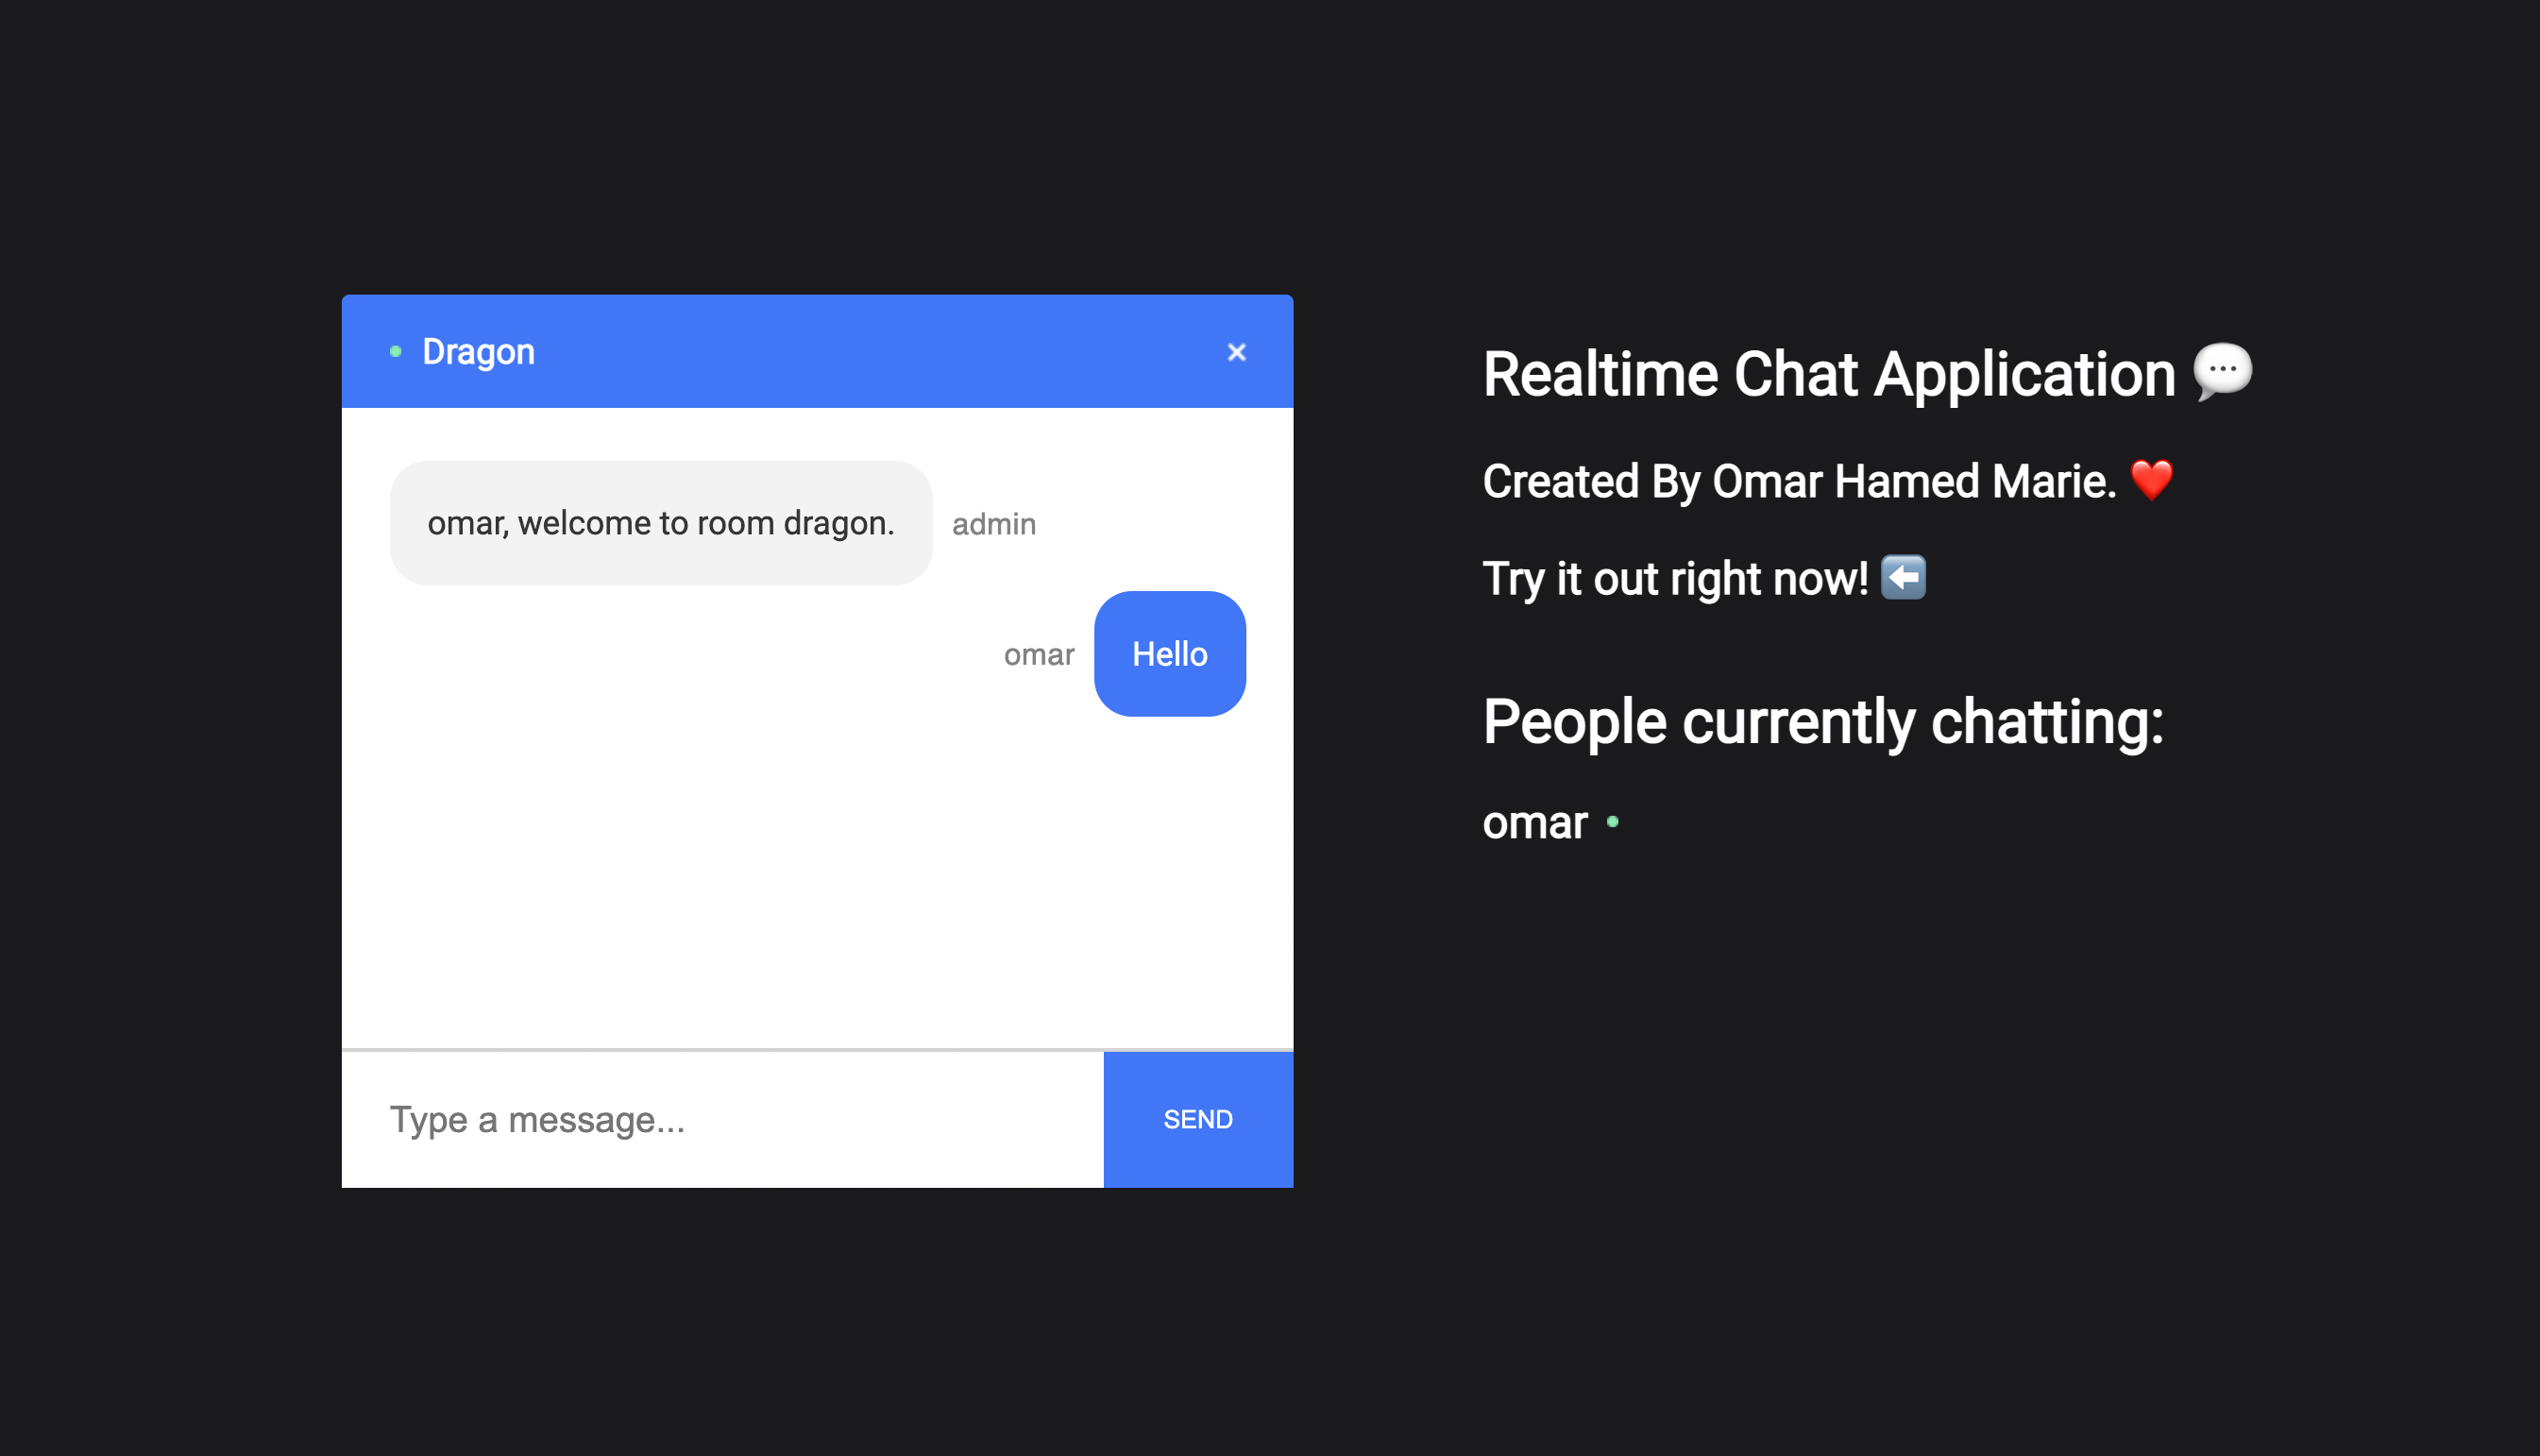 Dragon
omar, welcome to room dragon.
admin
omar
Hello
Type a message...
SEND
Realtime Chat Application 💬
Created By Omar Hamed Marie. ❤️
Try it out right now! ⬅️
People currently chatting:
omar